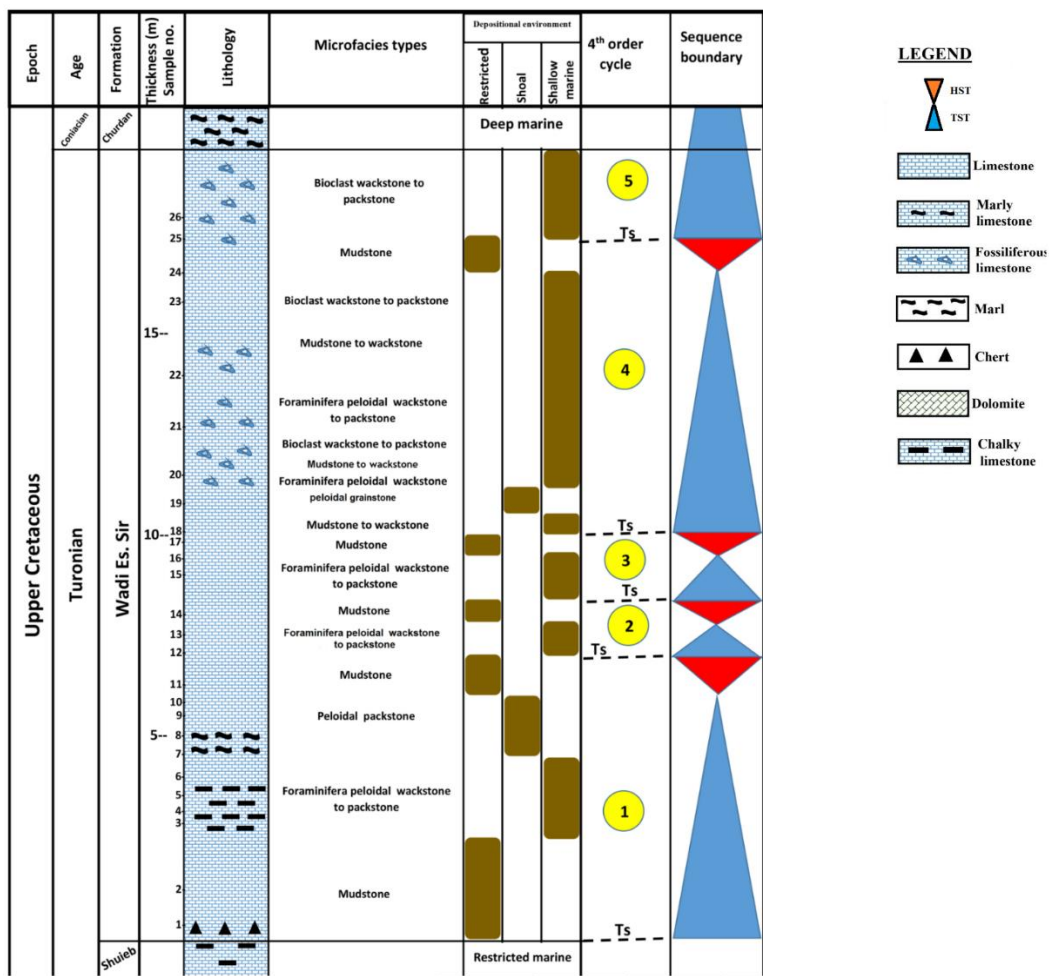 Epoch
Age
Formation
Thickness (m)
Sample no.
Lithology
Microfacies types
Depositional environment
Restricted
Shoal
Shallow
marine
4th order
cycle
Sequence
boundary
Upper Cretaceous
Coniacian
Turonian
Churdan
Wadi Es. Sir
Shuieb
Deep marine
Bioclast wackstone to
packstone
5
26
25
Ts
Mudstone
24
23
Bioclast wackstone to packstone
15--
Mudstone to wackstone
4
22
Foraminifera peloidal wackstone
to packstone
21
Bioclast wackstone to packstone
Mudstone to wackstone
20
Foraminifera peloidal wackstone
peloidal grainstone
19
Mudstone to wackstone
Ts
18
10--
17
Mudstone
16
3
Foraminifera peloidal wackstone
to packstone
15
Ts
Mudstone
14
2
13
Foraminifera peloidal wackstone
to packstone
12
Ts
Mudstone
11
10
9
Peloidal packstone
5--
8
7
6
Foraminifera peloidal wackstone
to packstone
5
4
3
1
2
Mudstone
1
Ts
Restricted marine
LEGEND
HST
TST
Limestone
Marly
limestone
Fossiliferous
limestone
Marl
Chert
Dolomite
Chalky
limestone